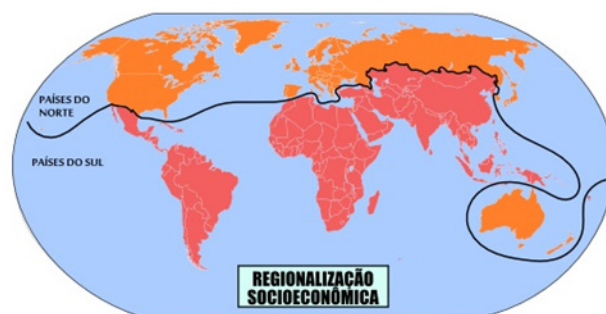 PAÍSES DO
NORTE
PAÍSES DO SUL
REGIONALIZAÇÃO
SOCIOECONÔMICA